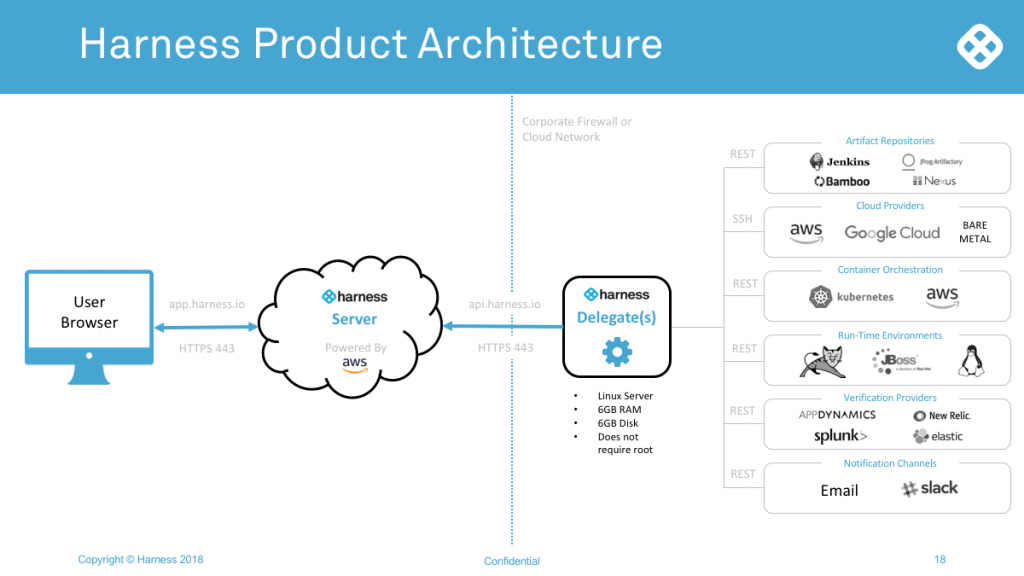 Harness Product Architecture
Corporate Firewall or
Cloud Network
User
Browser
app.harness.io
HTTPS 443
harness
Server
Powered By
aws
api.harness.io
HTTPS 443
harness
Delegate(s)
• Linux Server
• 6GB RAM
• 6GB Disk
• Does not
require root
REST
Artifact Repositories
Jenkins
JFrog Artifactory
Bamboo
Nexus
SSH
Cloud Providers
aws
Google Cloud
BARE
METAL
REST
Container Orchestration
kubernetes
aws
REST
Run-Time Environments
JBoss
a division of Red Hat
REST
Verification Providers
APPDYNAMICS
New Relic.
splunk>
elastic
REST
Notification Channels
Email
slack
Copyright © Harness 2018
Confidential
18